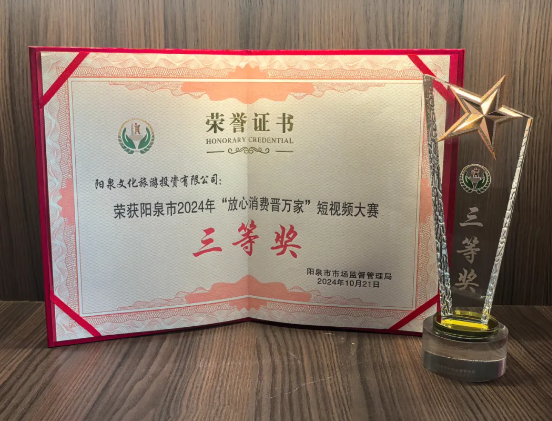 荣誉证书
HONORARY CREDENTIAL
阳泉文化旅游投资有限公司:
荣获阳泉市2024年“放心消费晋万家”短视频大赛
三等奖
阳泉市市场监督管理局
2024年10月21日
三等奖